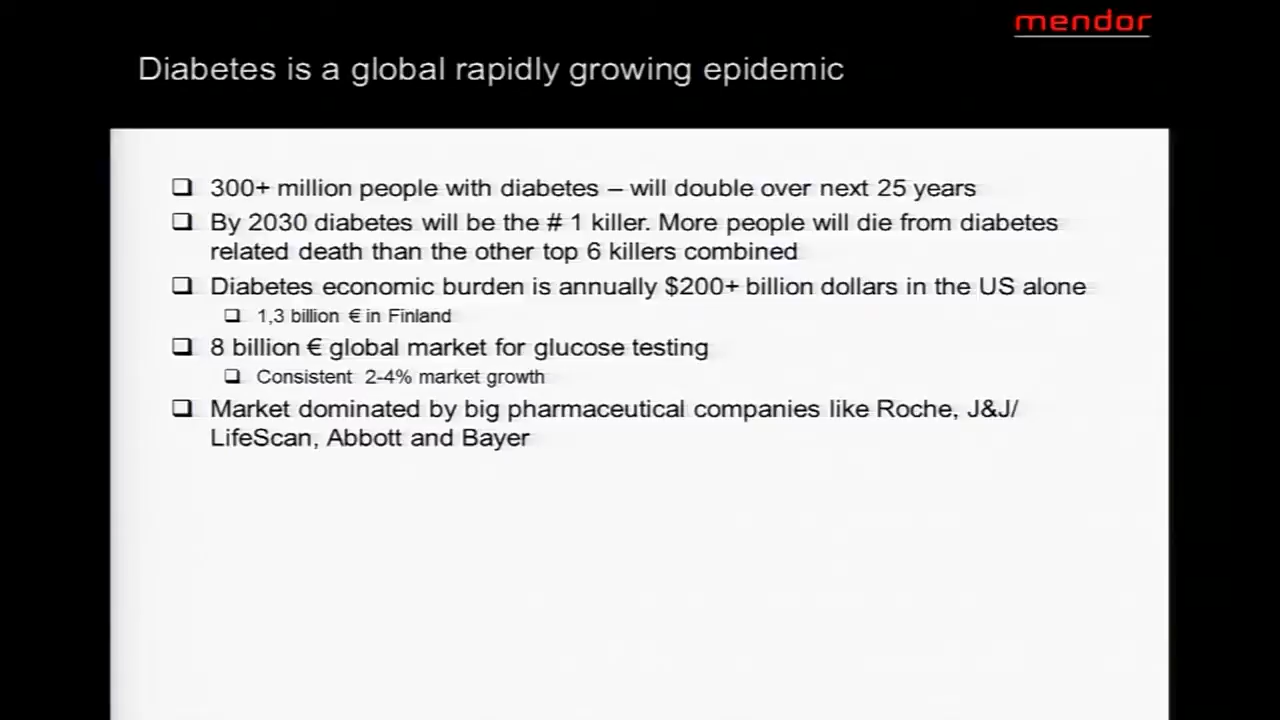 mendor
Diabetes is a global rapidly growing epidemic
300+ million people with diabetes – will double over next 25 years
By 2030 diabetes will be the # 1 killer. More people will die from diabetes
related death than the other top 6 killers combined
Diabetes economic burden is annually $200+ billion dollars in the US alone
1,3 billion € in Finland
8 billion € global market for glucose testing
Consistent 2-4% market growth
Market dominated by big pharmaceutical companies like Roche, J&J/
LifeScan, Abbott and Bayer